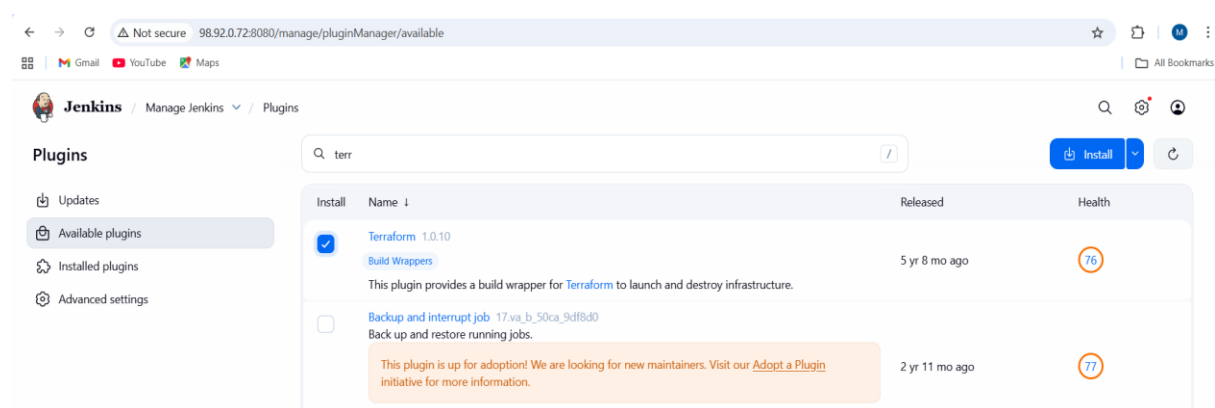 Not secure 98.92.0.72:8080/manage/pluginManager/available
M
Gmail YouTube Maps All Bookmarks
Jenkins / Manage Jenkins / Plugins
Plugins
terr /
Install
Updates
Available plugins
Installed plugins
Advanced settings
Install Name ↓ Released Health
Terraform 1.0.10
Build Wrappers
This plugin provides a build wrapper for Terraform to launch and destroy infrastructure.
5 yr 8 mo ago
76
Backup and interrupt job 17.va_b_50ca_9df8d0
Back up and restore running jobs.
This plugin is up for adoption! We are looking for new maintainers. Visit our Adopt a Plugin
initiative for more information.
2 yr 11 mo ago
77